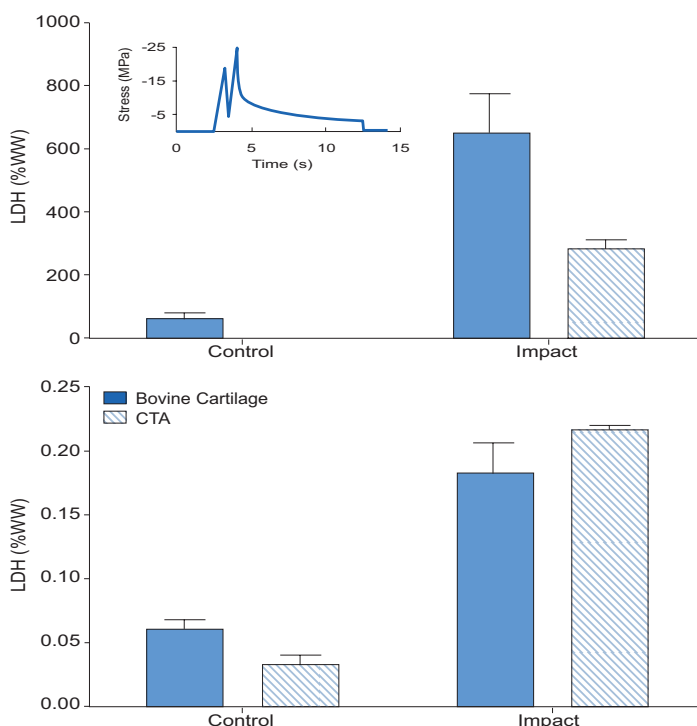 1000
800
600
400
200
0
LDH (%WW)
-25
-15
-5
Stress (MPa)
0 5 10 15
Time (s)
Control Impact
0.25
0.20
0.15
0.10
0.05
0.00
LDH (%WW)
Bovine Cartilage
CTA
Control Impact